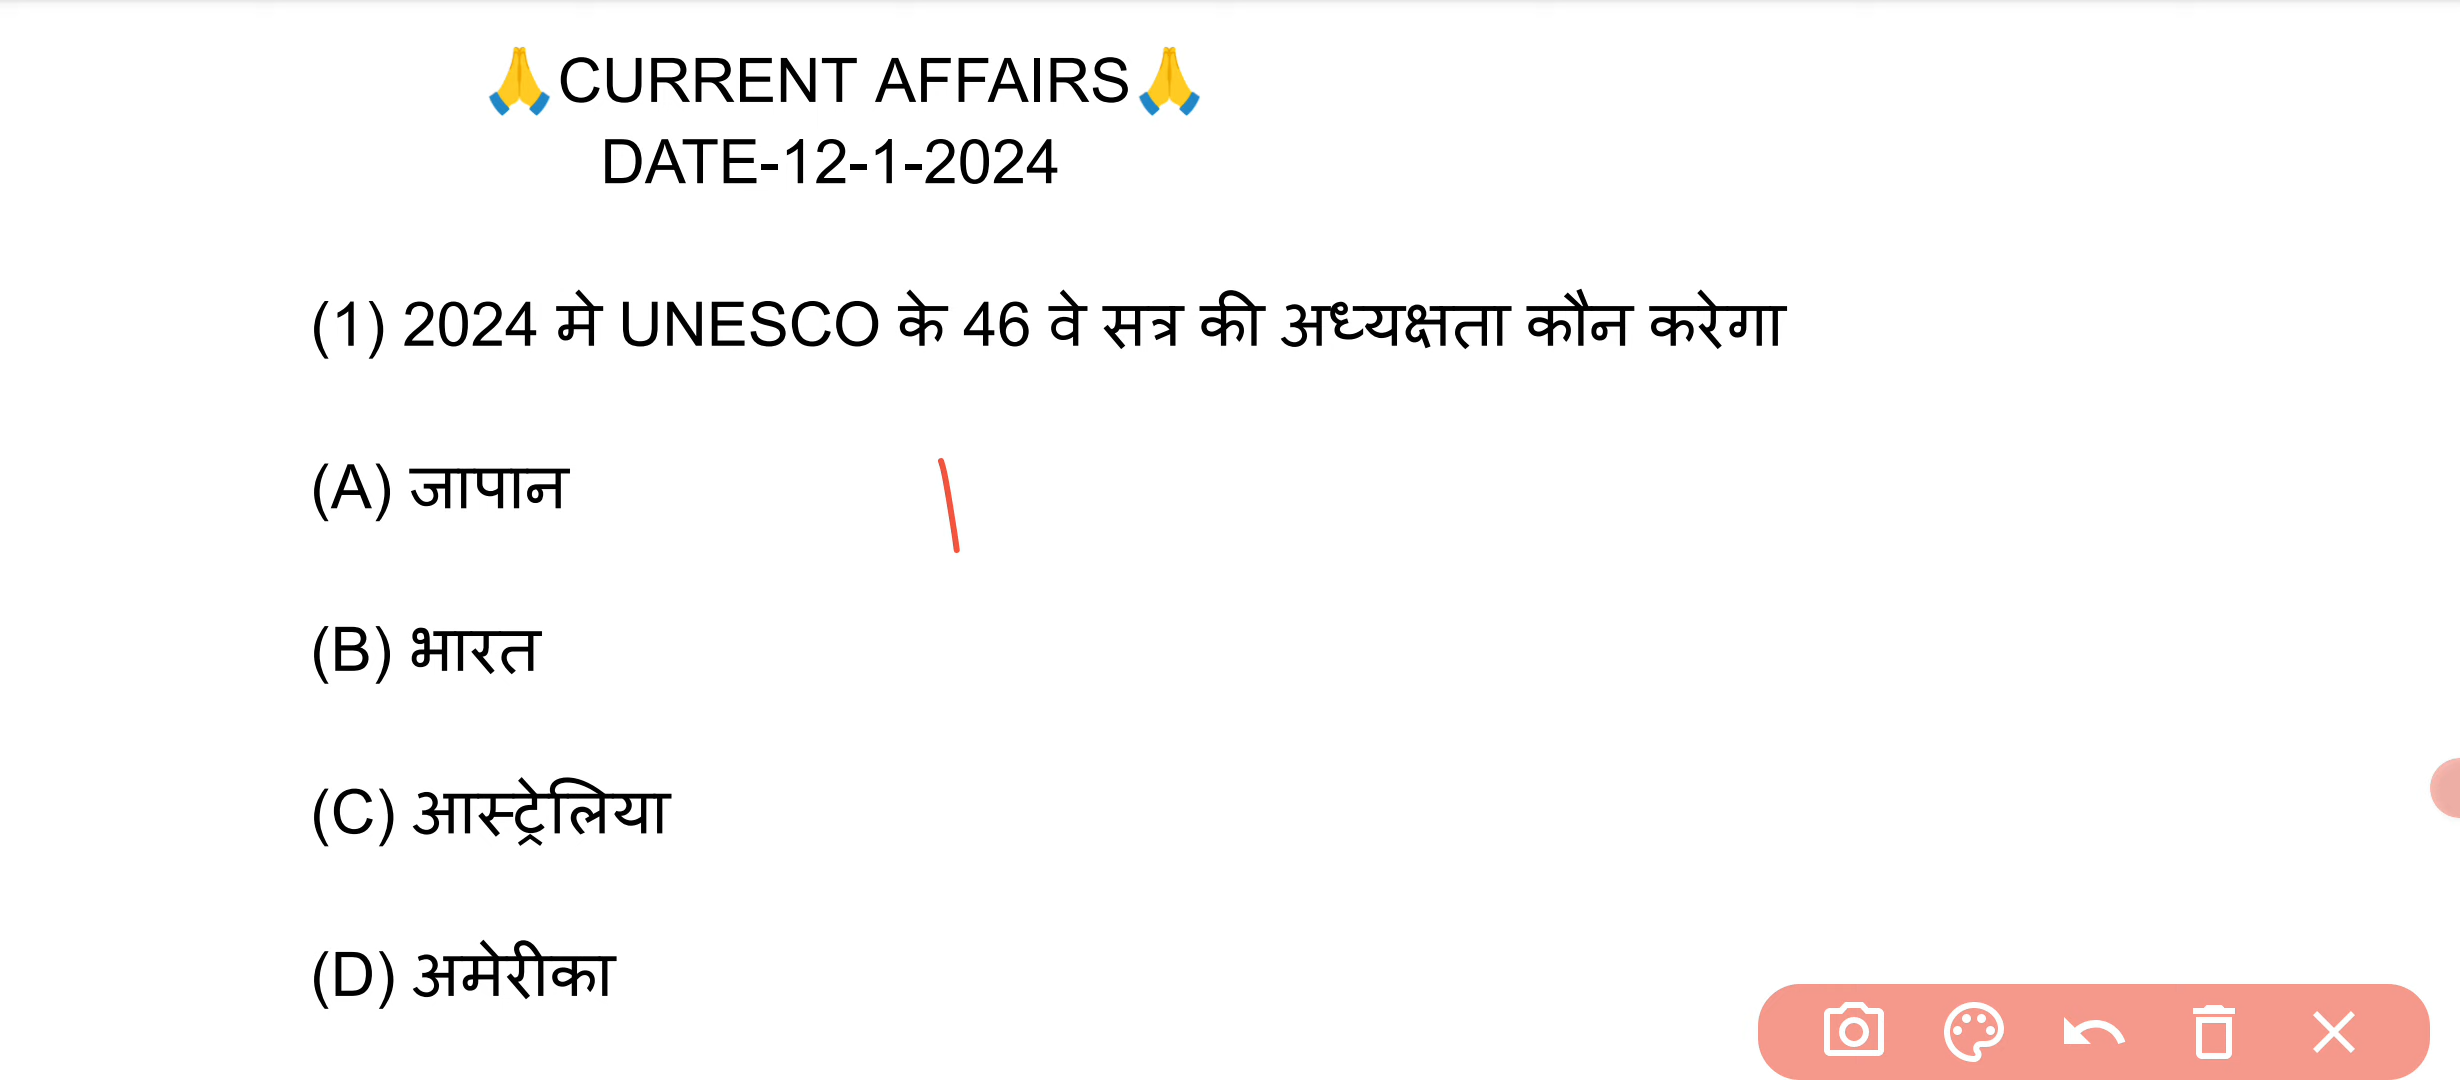 🙏CURRENT AFFAIRS🙏
DATE-12-1-2024
(1) 2024 मे UNESCO के 46 वे सत्र की अध्यक्षता कौन करेगा
(A) जापान
(B) भारत
(C) आस्ट्रेलिया
(D) अमेरीका